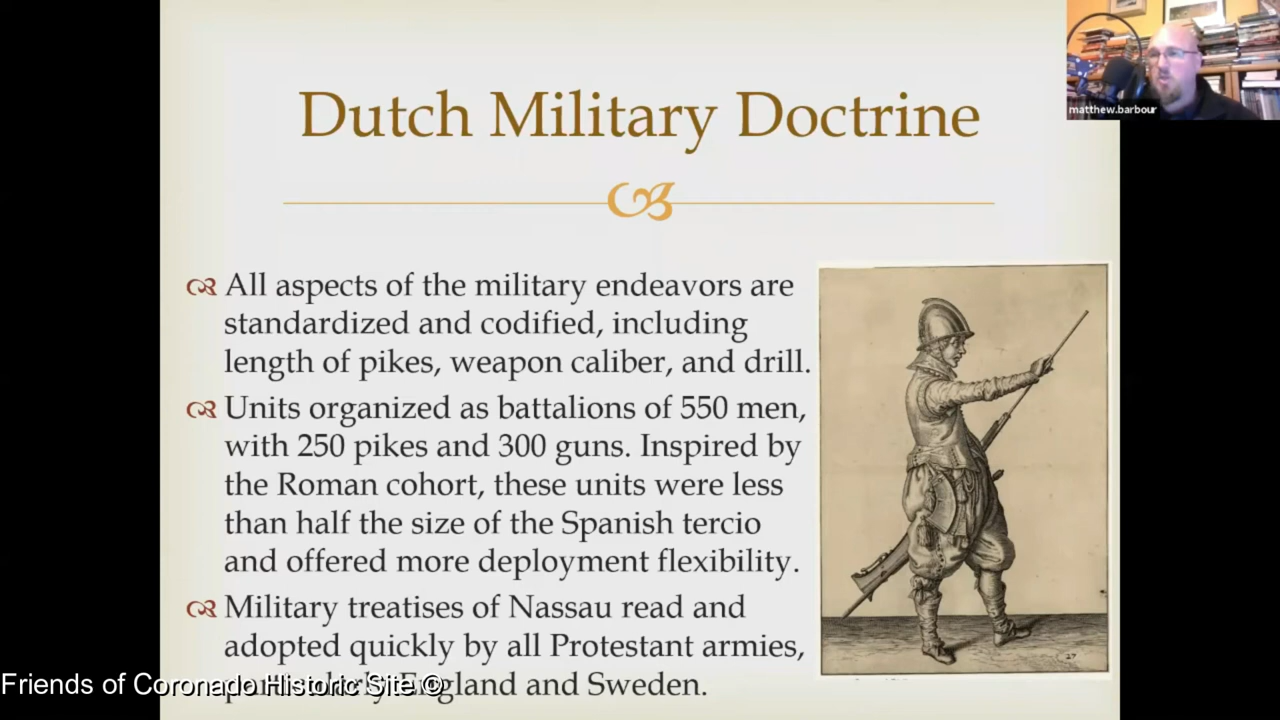 Dutch Military Doctrine
matthew.barbour
All aspects of the military endeavors are
standardized and codified, including
length of pikes, weapon caliber, and drill.
Units organized as battalions of 550 men,
with 250 pikes and 300 guns. Inspired by
the Roman cohort, these units were less
than half the size of the Spanish tercio
and offered more deployment flexibility.
Military treatises of Nassau read and
adopted quickly by all Protestant armies,
England and Sweden.
Friends of Coronado Historic Site ©
27